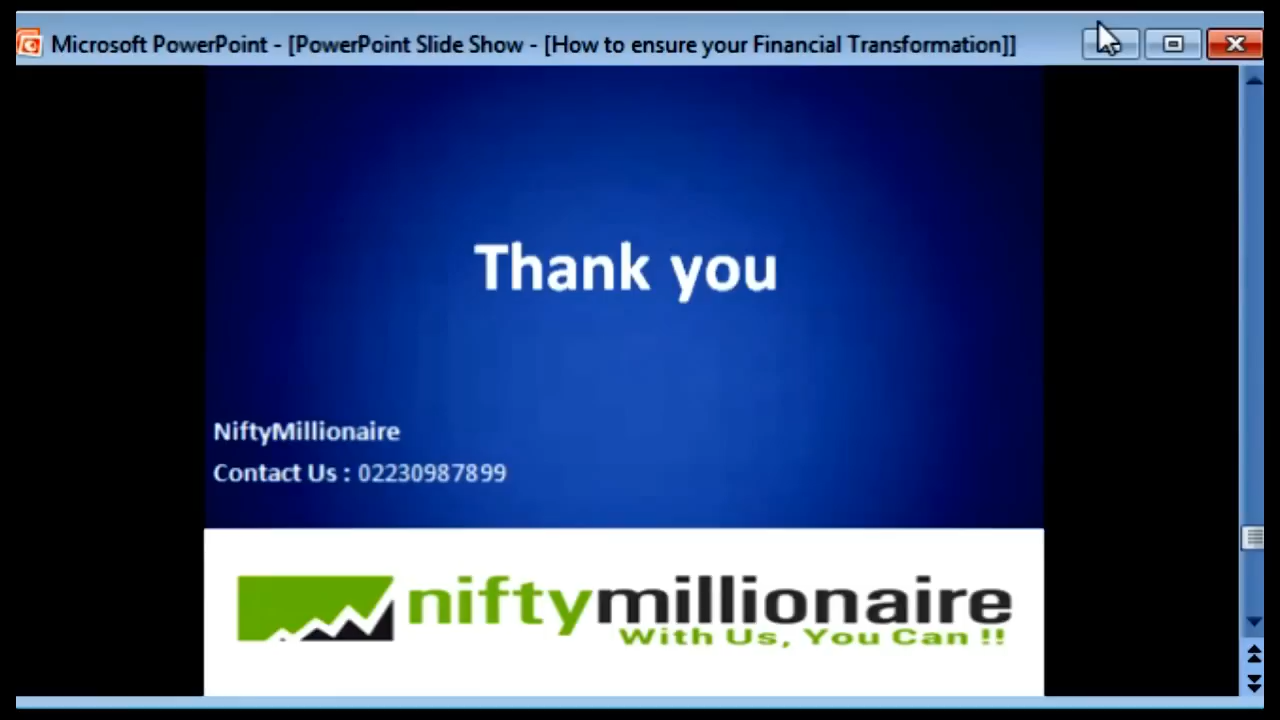 Microsoft PowerPoint - [PowerPoint Slide Show - [How to ensure your Financial Transformation]]
Thank you
NiftyMillionaire
Contact Us : 02230987899
niftymillionaire
With Us, You Can !!